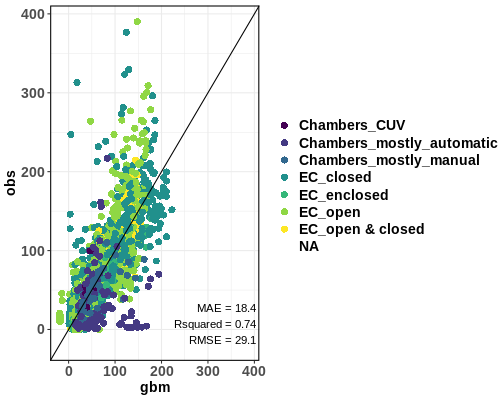 400
300
200
100
0
obs
MAE = 18.4
Rsquared = 0.74
RMSE = 29.1
0
100
200
300
400
gbm
Chambers_CUV
Chambers_mostly_automatic
Chambers_mostly_manual
EC_closed
EC_enclosed
EC_open
EC_open & closed
NA